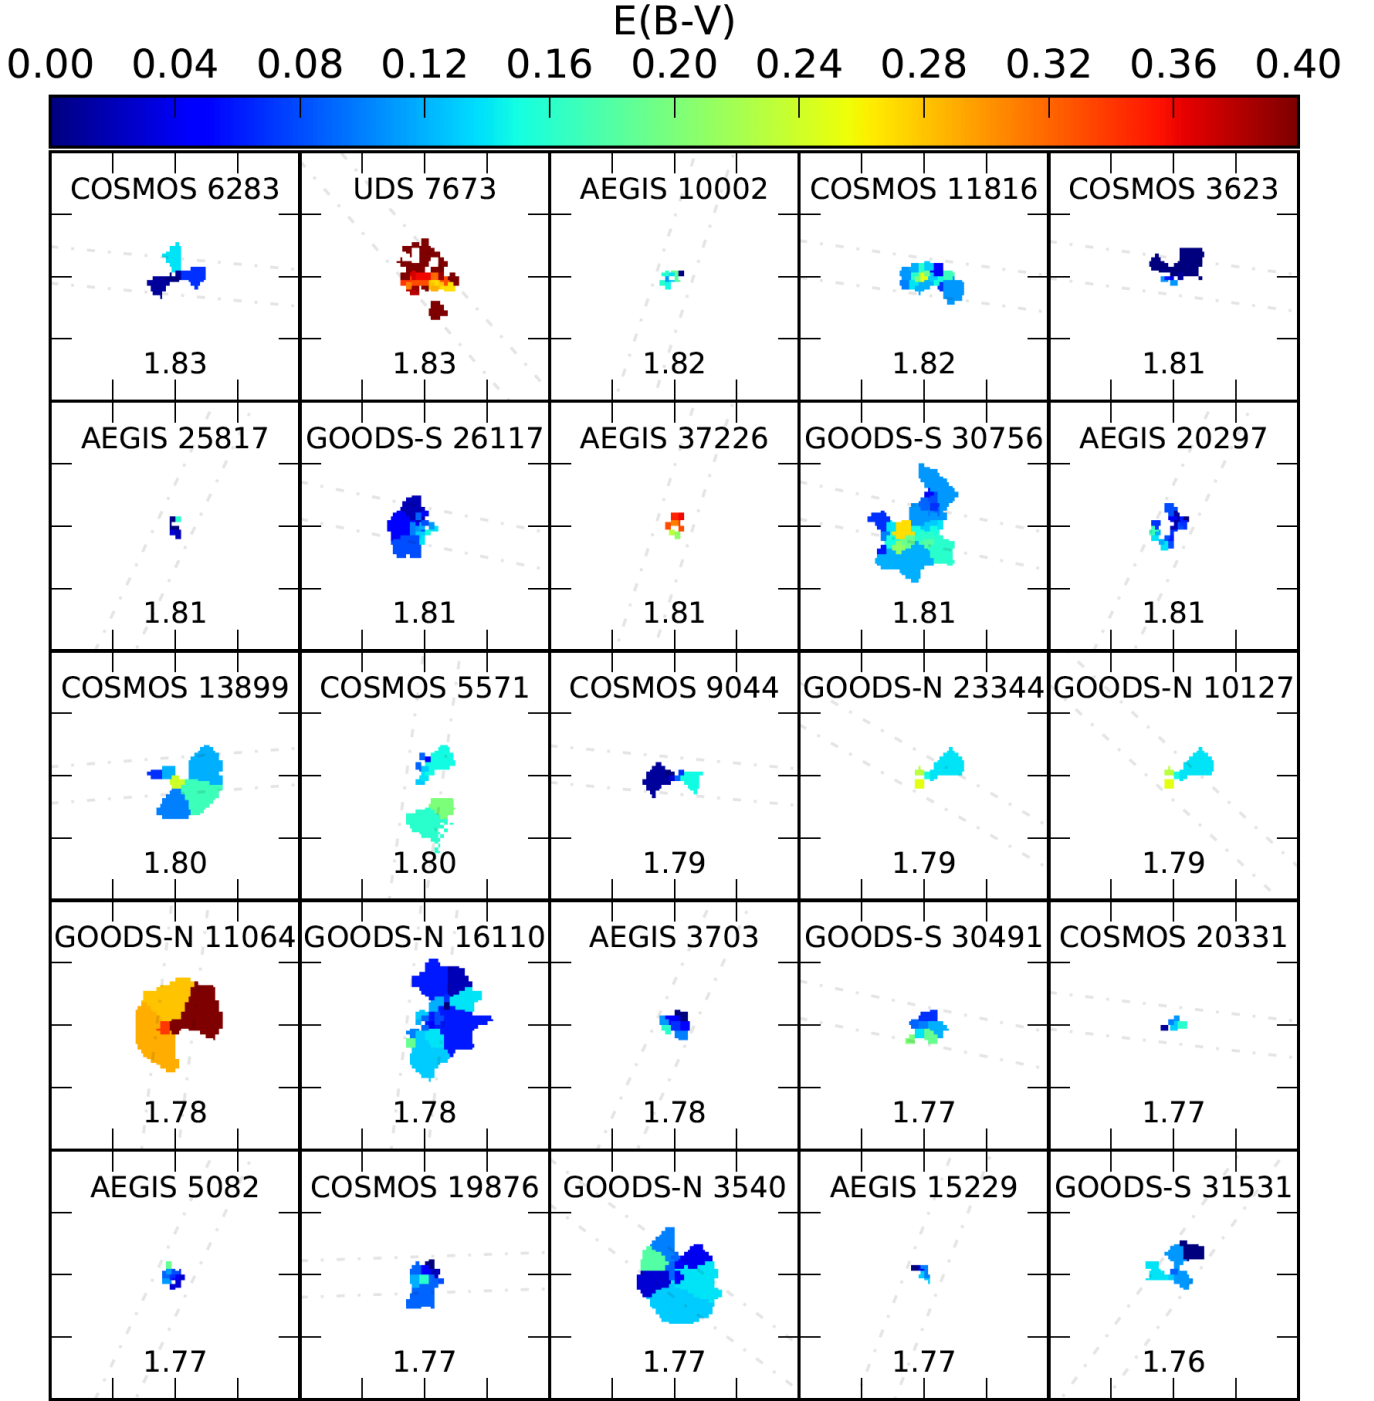 E(B-V)
0.00 0.04 0.08 0.12 0.16 0.20 0.24 0.28 0.32 0.36 0.40
COSMOS 6283 UDS 7673 AEGIS 10002 COSMOS 11816 COSMOS 3623
1.83 1.83 1.82 1.82 1.81
AEGIS 25817 GOODS-S 26117 AEGIS 37226 GOODS-S 30756 AEGIS 20297
1.81 1.81 1.81 1.81 1.81
COSMOS 13899 COSMOS 5571 COSMOS 9044 GOODS-N 23344 GOODS-N 10127
1.80 1.80 1.79 1.79 1.79
GOODS-N 11064 GOODS-N 16110 AEGIS 3703 GOODS-S 30491 COSMOS 20331
1.78 1.78 1.78 1.77 1.77
AEGIS 5082 COSMOS 19876 GOODS-N 3540 AEGIS 15229 GOODS-S 31531
1.77 1.77 1.77 1.77 1.76